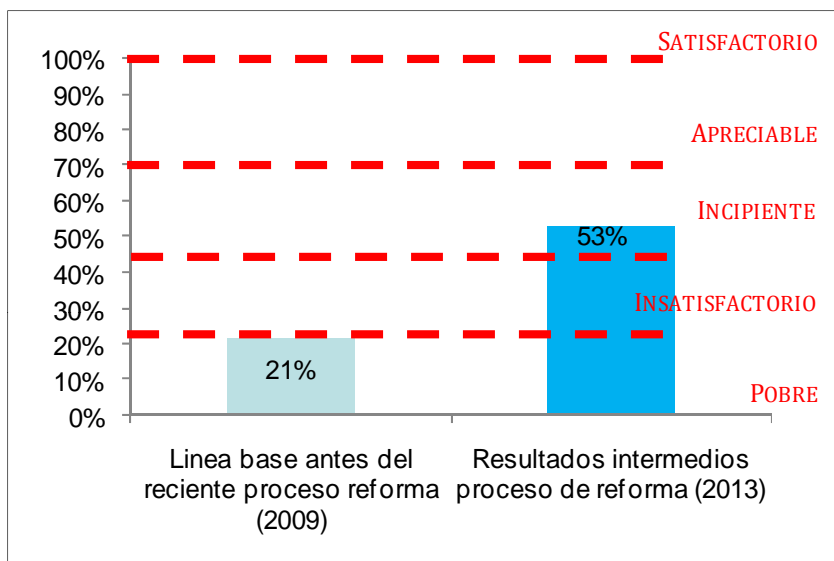 SATISFACTORIO
100%
90%
80%
APRECIABLE
70%
60%
INCIPIENTE
50%
53%
40%
30%
INSATISFACTORIO
20%
21%
10%
POBRE
0%
Linea base antes del
reciente proceso reforma
(2009)
Resultados intermedios
proceso de reforma (2013)